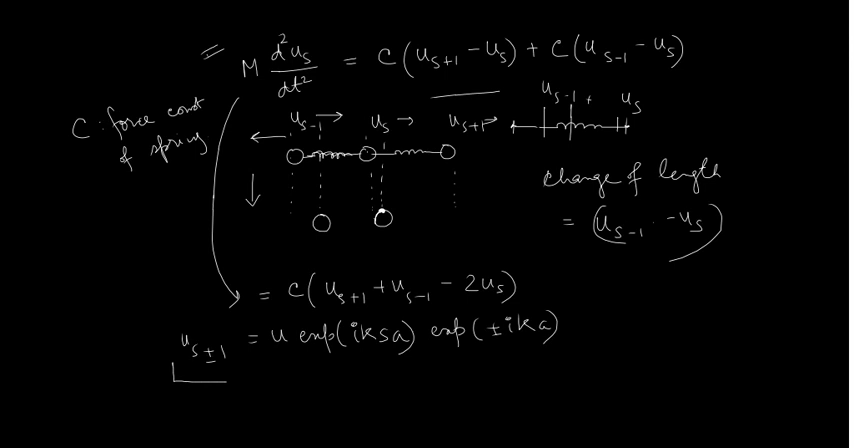 = M d²u_s/dt² = C(u_{s+1} - u_s) + C(u_{s-1} - u_s)
C : force const of spring
u_{s-1} → u_s → u_{s+1} →
u_{s-1} + u_s
change of length
= (u_{s-1} - u_s)
= C(u_{s+1} + u_{s-1} - 2u_s)
u_{s±1} = u exp(iksa) exp(±ika)